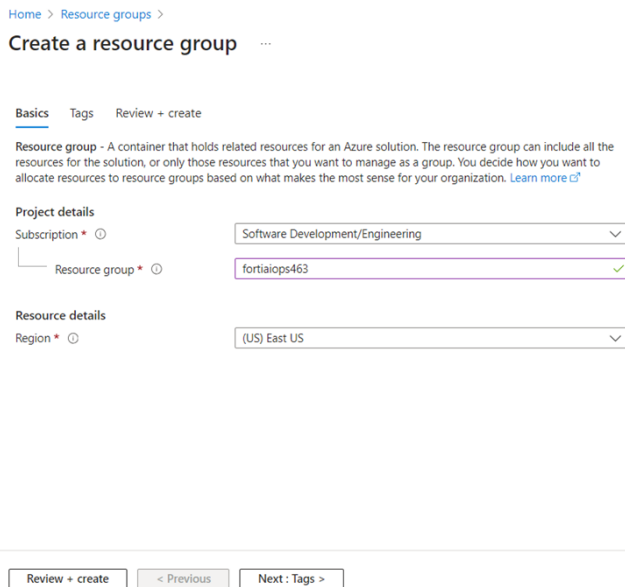 Home > Resource groups >
Create a resource group ...
Basics Tags Review + create
Resource group - A container that holds related resources for an Azure solution. The resource group can include all the
resources for the solution, or only those resources that you want to manage as a group. You decide how you want to
allocate resources to resource groups based on what makes the most sense for your organization. Learn more
Project details
Subscription * Software Development/Engineering
Resource group * fortiaiops463
Resource details
Region * (US) East US
Review + create < Previous Next : Tags >